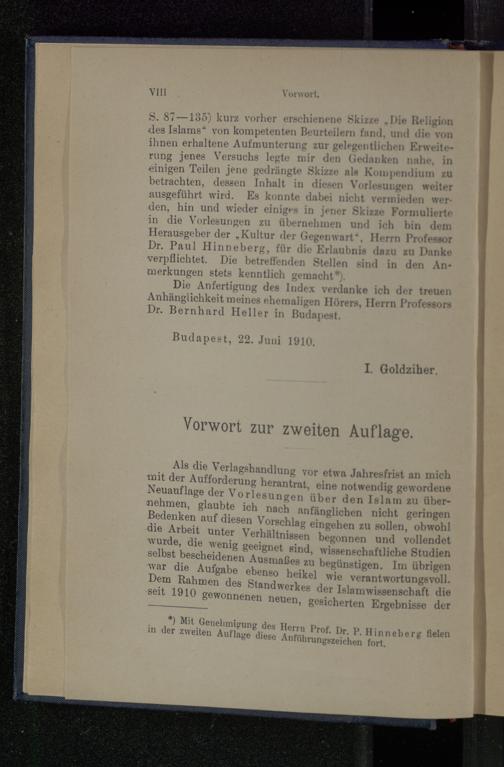 VIII
Vorwort.
S. 87—135) kurz vorher erschienene Skizze „Die Religion
des Islams“ von kompetenten Beurteilern fand, und die von
ihnen erhaltene Aufmunterung zur gelegentlichen Erweite-
rung jenes Versuchs legte mir den Gedanken nahe, in
einigen Teilen jene gedrängte Skizze als Kompendium zu
betrachten, dessen Inhalt in diesen Vorlesungen weiter
ausgeführt wird. Es konnte dabei nicht vermieden wer-
den, hin und wieder einiges in jener Skizze Formulierte
in die Vorlesungen zu übernehmen und ich bin dem
Herausgeber der „Kultur der Gegenwart“, Herrn Professor
Dr. Paul Hinneberg, für die Erlaubnis dazu zu Danke
verpflichtet. Die betreffenden Stellen sind in den An-
merkungen stets kenntlich gemacht*).
Die Anfertigung des Index verdanke ich der treuen
Anhänglichkeit meines ehemaligen Hörers, Herrn Professors
Dr. Bernhard Heller in Budapest.
Budapest, 22. Juni 1910.
I. Goldziher.
Vorwort zur zweiten Auflage.
Als die Verlagshandlung vor etwa Jahresfrist an mich
mit der Aufforderung herantrat, eine notwendig gewordene
Neuauflage der Vorlesungen über den Islam zu über-
nehmen, glaubte ich nach anfänglichen nicht geringen
Bedenken auf diesen Vorschlag eingehen zu sollen, obwohl
die Arbeit unter Verhältnissen begonnen und vollendet
wurde, die wenig geeignet sind, wissenschaftliche Studien
selbst bescheidenen Ausmaßes zu begünstigen. Im übrigen
war die Aufgabe ebenso heikel wie verantwortungsvoll.
Dem Rahmen des Standwerkes der Islamwissenschaft die
seit 1910 gewonnenen neuen, gesicherten Ergebnisse der
*) Mit Genehmigung des Herrn Prof. Dr. P. Hinneberg fielen
in der zweiten Auflage diese Anführungszeichen fort.